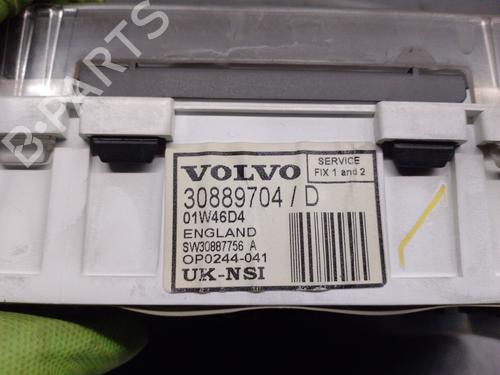 VOLVO
SERVICE
FIX 1 and 2
30889704 / D
01W46D4
ENGLAND
SW30887756 A
OP0244-041
UK-NSI
B PARTS